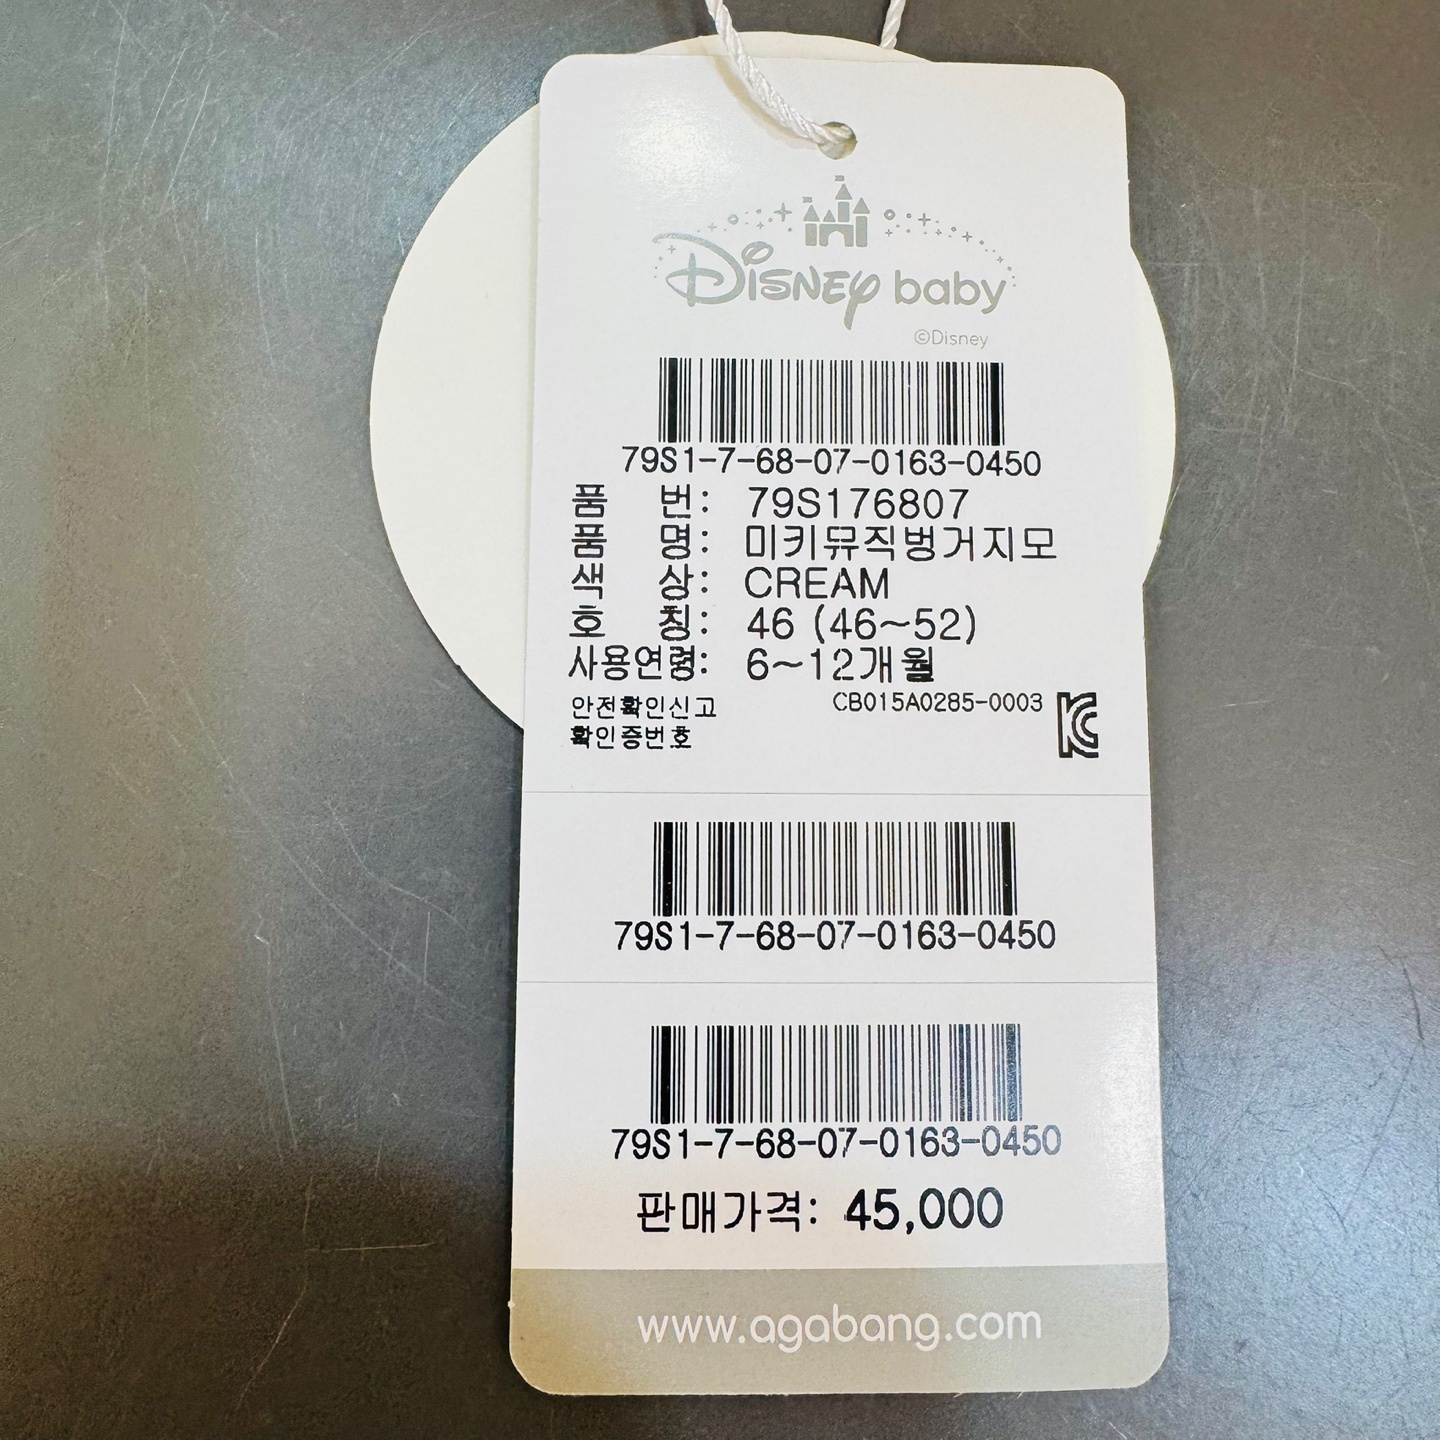 Disney baby
©Disney
79S1-7-68-07-0163-0450
품 번: 79S176807
품 명: 미키뮤직벙거지모
색 상: CREAM
호 칭: 46 (46~52)
사용연령: 6~12개월
안전확인신고 CB015A0285-0003
확인증번호
79S1-7-68-07-0163-0450
79S1-7-68-07-0163-0450
판매가격: 45,000
www.agabang.com